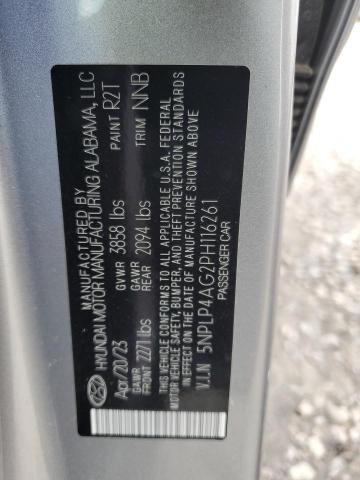 HYUNDAI MOTOR MANUFACTURING ALABAMA, LLC
MANUFACTURED BY
Apr/20/23 GVWR 3858 lbs PAINT R2T
GAWR FRONT 2271 lbs GAWR REAR 2094 lbs TRIM NNB
THIS VEHICLE CONFORMS TO ALL APPLICABLE U.S.A. FEDERAL
MOTOR VEHICLE SAFETY, BUMPER, AND THEFT PREVENTION STANDARDS
IN EFFECT ON THE DATE OF MANUFACTURE SHOWN ABOVE
V.I.N 5NPLP4AG2PH116261
PASSENGER CAR